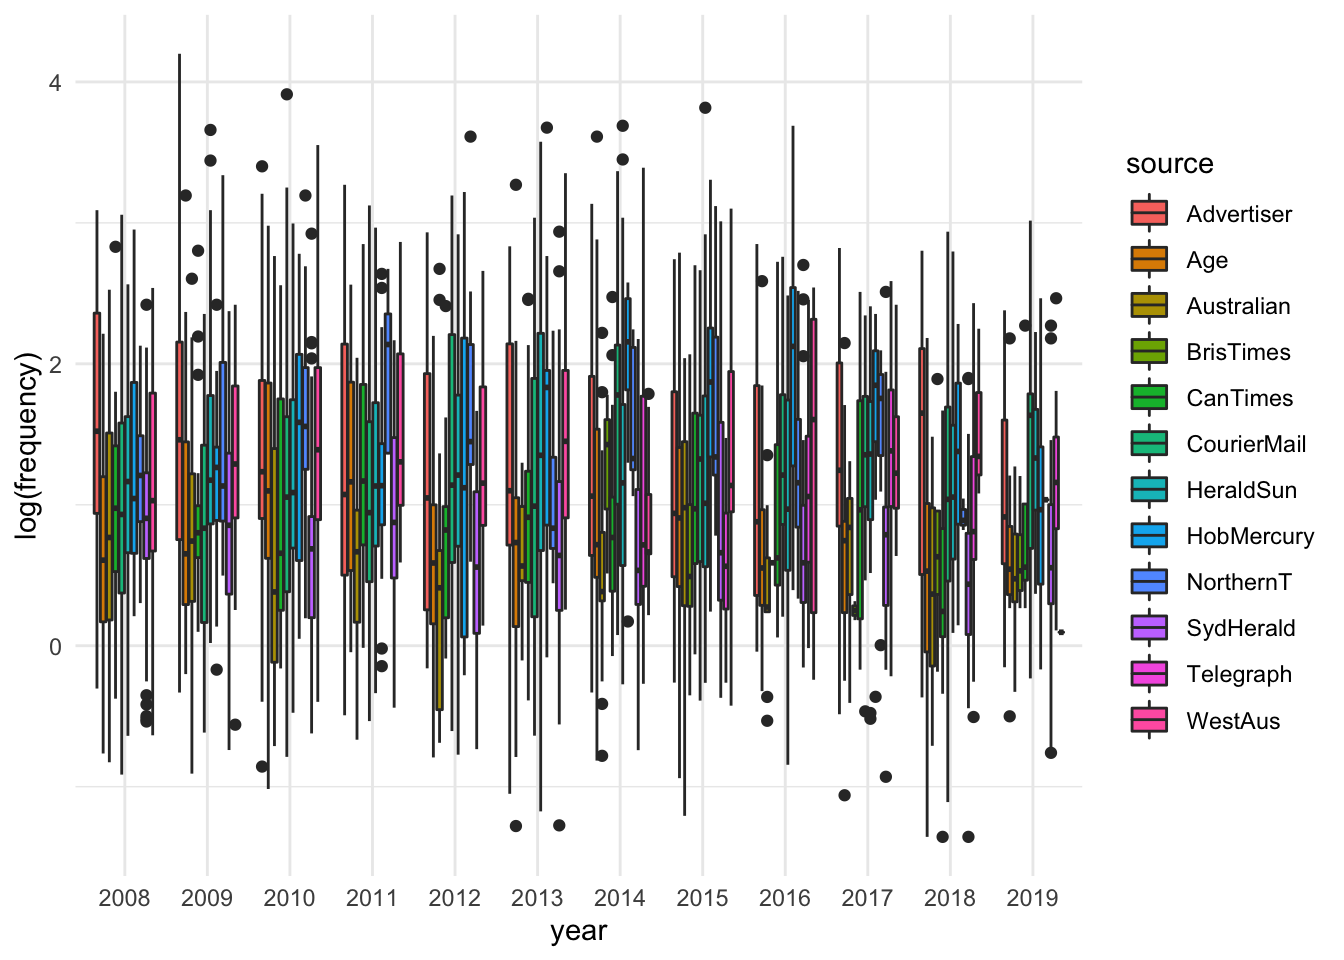 log(frequency)
4
2
0
2008 2009 2010 2011 2012 2013 2014 2015 2016 2017 2018 2019
year
source
Advertiser
Age
Australian
BrisTimes
CanTimes
CourierMail
HeraldSun
HobMercury
NorthernT
SydHerald
Telegraph
WestAus